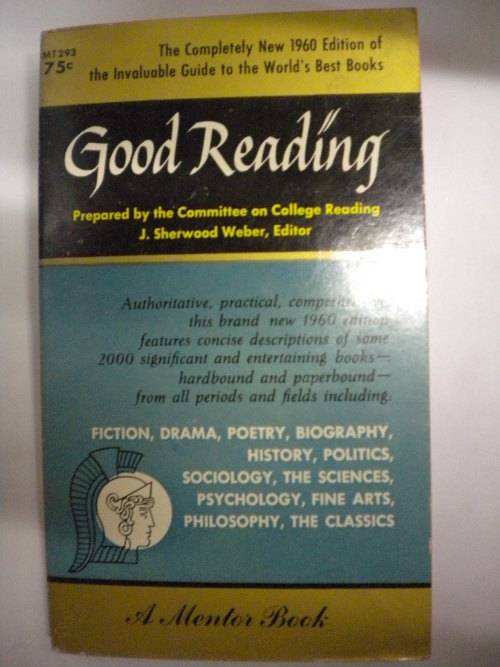 MT293
75c
The Completely New 1960 Edition of
the Invaluable Guide to the World's Best Books
Good Reading
Prepared by the Committee on College Reading
J. Sherwood Weber, Editor
Authoritative, practical,
this brand new 1960 edition
features concise descriptions of some
2000 significant and entertaining books—
hardbound and paperbound—
from all periods and fields including:
FICTION, DRAMA, POETRY, BIOGRAPHY,
HISTORY, POLITICS,
SOCIOLOGY, THE SCIENCES,
PSYCHOLOGY, FINE ARTS,
PHILOSOPHY, THE CLASSICS
A Mentor Book